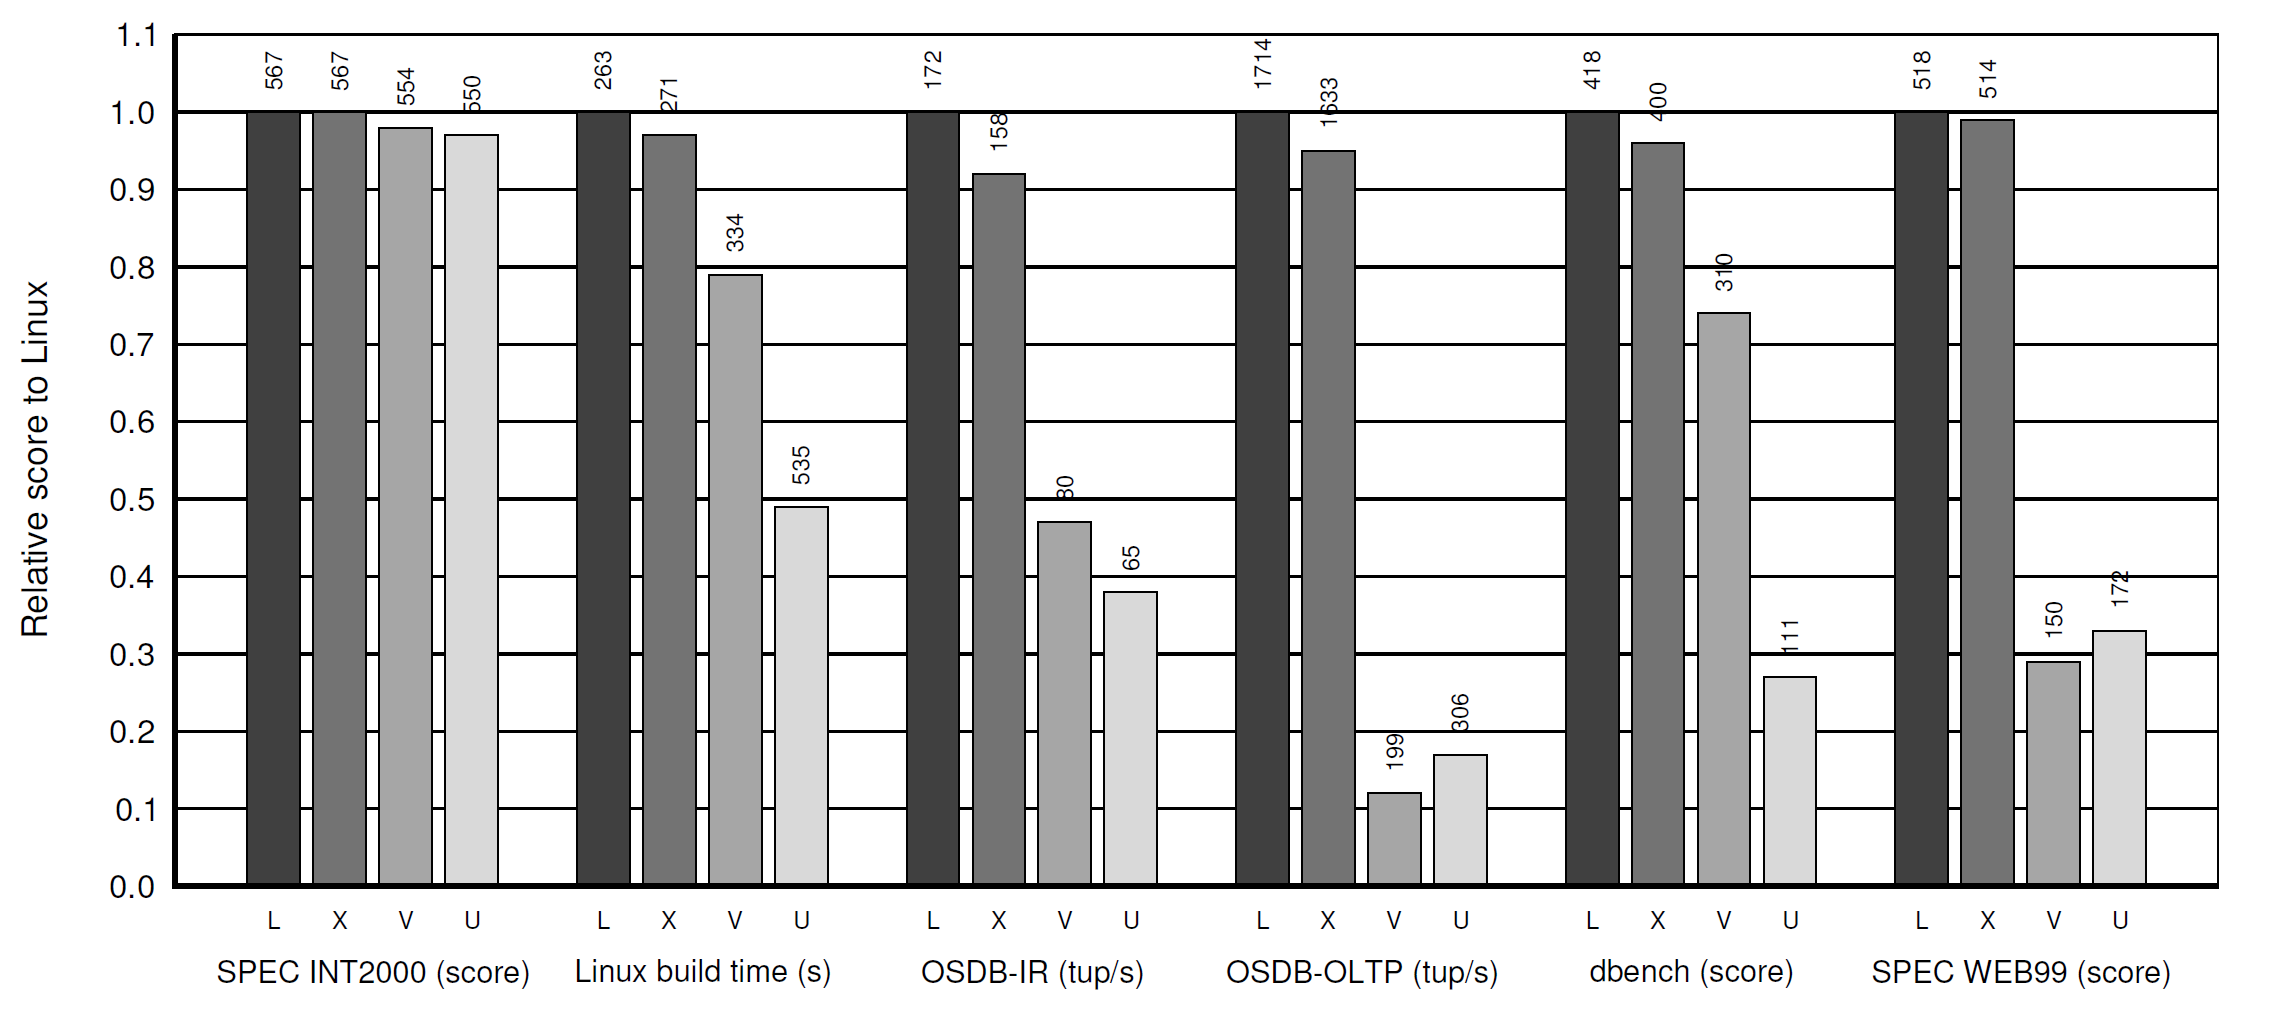 Relative score to Linux
1.1
1.0
0.9
0.8
0.7
0.6
0.5
0.4
0.3
0.2
0.1
0.0
567 567 554 550
263 271 334 535
172 158 80 65
1714 1633 199 306
418 400 310 111
518 514 150 172
L X V U L X V U L X V U L X V U L X V U L X V U
SPEC INT2000 (score) Linux build time (s) OSDB-IR (tup/s) OSDB-OLTP (tup/s) dbench (score) SPEC WEB99 (score)